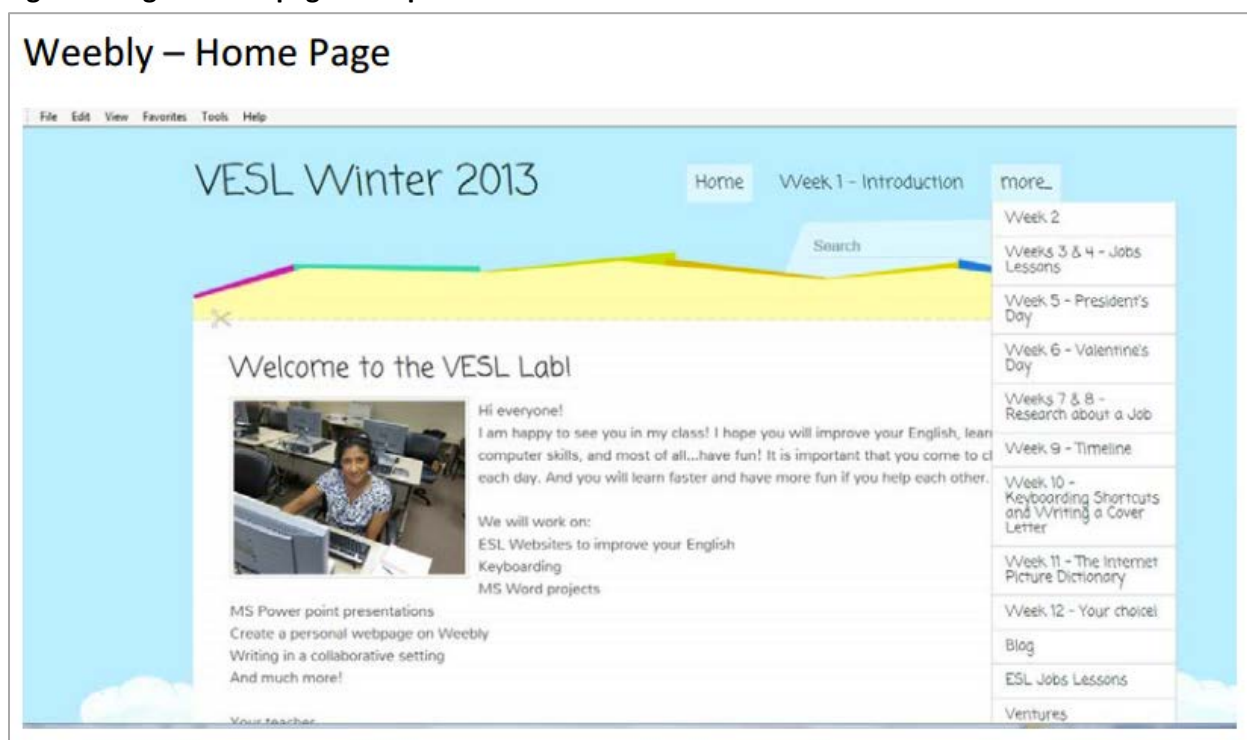 Weebly – Home Page
File Edit View Favorites Tools Help
VESL Winter 2013
Home Week 1 - Introduction more...
Search
Week 2
Weeks 3 & 4 - Jobs
Lessons
Week 5 - President's
Day
Week 6 - Valentine's
Day
Weeks 7 & 8 -
Research about a Job
Week 9 - Timeline
Week 10 -
Keyboarding Shortcuts
and Writing a Cover
Letter
Week 11 - The Internet
Picture Dictionary
Week 12 - Your choice!
Blog
ESL Jobs Lessons
Ventures
Welcome to the VESL Lab!
Hi everyone!
I am happy to see you in my class! I hope you will improve your English,
computer skills, and most of all...have fun! It is important that you come to
each day. And you will learn faster and have more fun if you help each other.
We will work on:
ESL Websites to improve your English
Keyboarding
MS Word projects
MS Power point presentations
Create a personal webpage on Weebly
Writing in a collaborative setting
And much more!
Your teacher